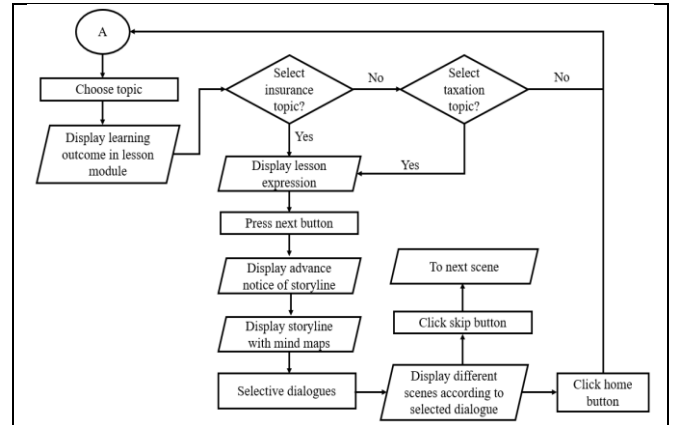 A
Choose topic
Display learning
outcome in lesson
module
Select
insurance
topic?
No
Select
taxation
topic?
No
Yes
Yes
Display lesson
expression
Press next button
Display advance
notice of storyline
To next scene
Display storyline
with mind maps
Click skip button
Selective dialogues
Display different
scenes according to
selected dialogue
Click home
button